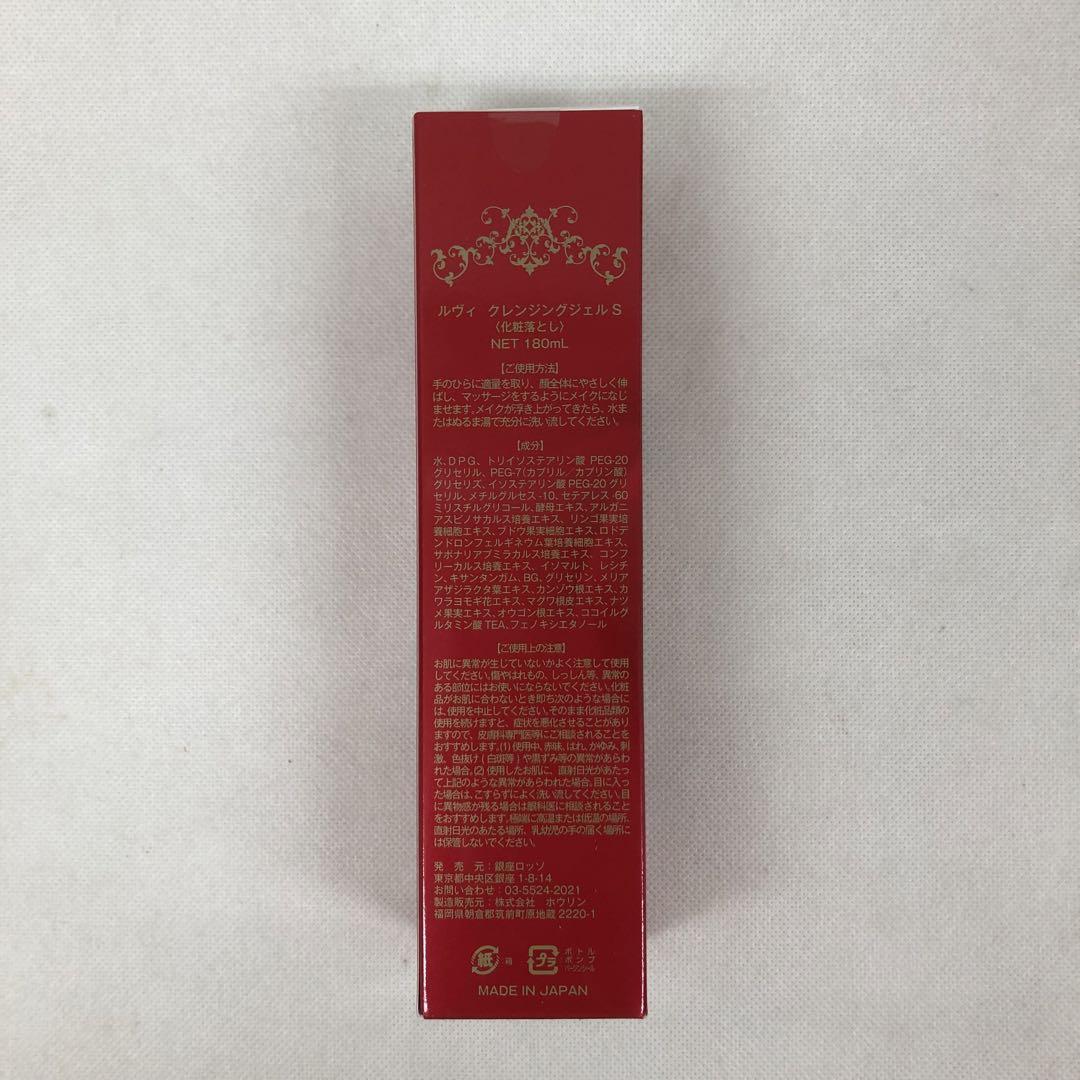 ルヴィ クレンジングジェル S
〈化粧落とし〉
NET 180mL
【ご使用方法】
手のひらに適量を取り、顔全体にやさしく伸
ばし、マッサージをするようにメイクになじ
ませます。メイクが浮き上がってきたら、水ま
たはぬるま湯で充分に洗い流してください。
【成分】
水、DPG、トリイソステアリン酸 PEG-20
グリセリル、PEG-7(カプリル／カプリン酸)
グリセリズ、イソステアリン酸 PEG-20 グリ
セリル、メチルグルセス-10、セテアレス-60
ミリスチルグリコール、酵母エキス、アルガニ
アスピノサカルス培養エキス、リンゴ果実培
養細胞エキス、ブドウ果実細胞エキス、ロドデ
ンドロンフェルギネウム葉培養細胞エキス、
サポナリアプミラカルス培養エキス、コンフ
リーカルス培養エキス、イソマルト、レシチ
ン、キサンタンガム、BG、グリセリン、メリア
アザジラクタ葉エキス、カンゾウ根エキス、カ
ワラヨモギ花エキス、マグワ根皮エキス、ナツ
メ果実エキス、オウゴン根エキス、ココイルグ
ルタミン酸 TEA、フェノキシエタノール
【ご使用上の注意】
お肌に異常が生じていないかよく注意して使用
してください。傷やはれもの、しっしん等、異常の
ある部位にはお使いにならないでください。化粧
品がお肌に合わないとき即ち次のような場合に
は、使用を中止してください。そのまま化粧品類の
使用を続けますと、症状を悪化させることがあり
ますので、皮膚科専門医等にご相談されることを
おすすめします。(1)使用中、赤味、はれ、かゆみ、刺
激、色抜け(白斑等)や黒ずみ等の異常があらわ
れた場合。(2)使用したお肌に、直射日光があたっ
て上記のような異常があらわれた場合。目に入っ
た場合は、こすらずによく洗い流してください。目
に異物感が残る場合は眼科医に相談されること
をおすすめします。極端に高温または低温の場所、
直射日光のあたる場所、乳幼児の手の届く場所に
は保管しないでください。
発 売 元：銀座ロッソ
東京都中央区銀座 1-8-14
お問い合わせ：03-5524-2021
製造販売元：株式会社 ホウリン
福岡県朝倉郡筑前町原地蔵 2220-1
紙 箱
プラ ボトル
ポンプ
バージンシール
MADE IN JAPAN